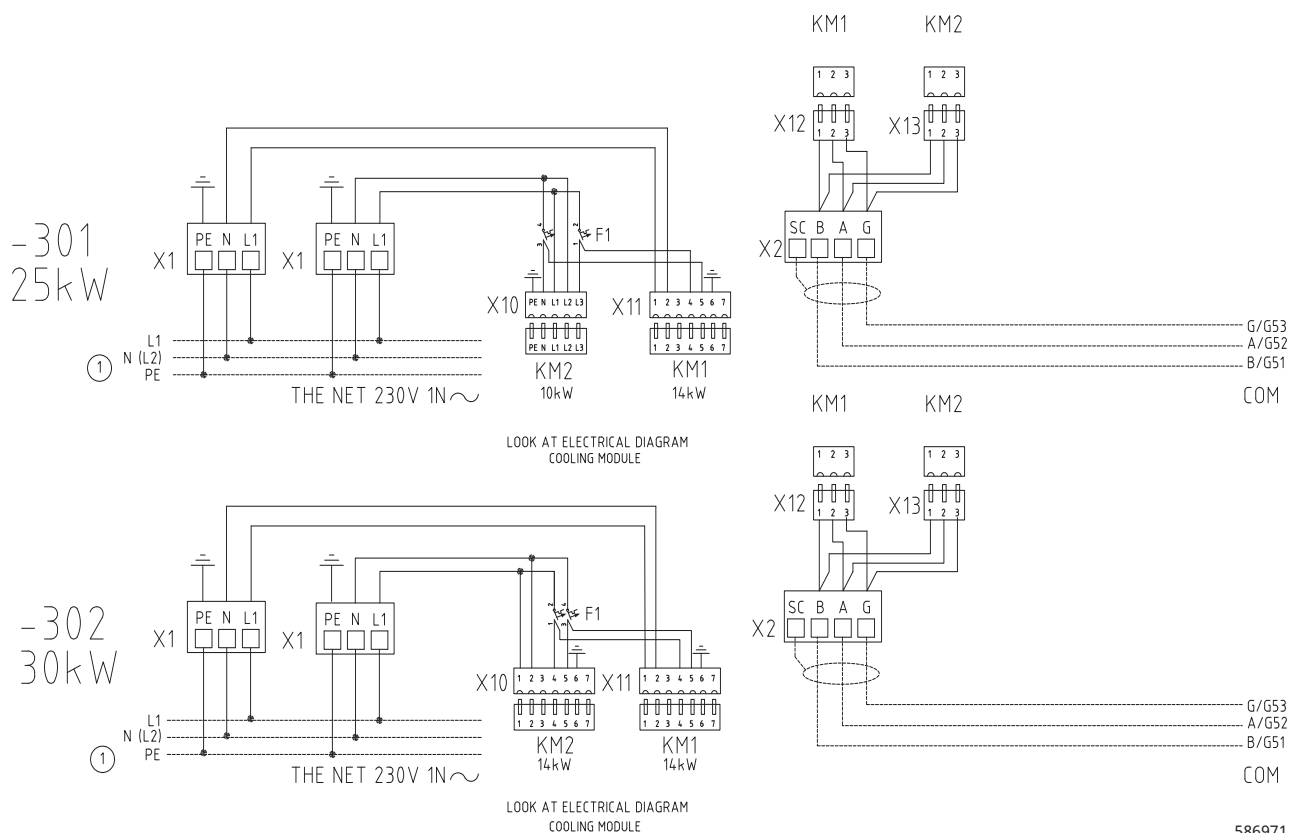 KM1 KM2
1 2 3 1 2 3
X12 X13
1 2 3 1 2 3
-301
25kW
X1 PE N L1 X1 PE N L1
4 2 F1
3 1
X10 PE N L1 L2 L3 X11 1 2 3 4 5 6 7
PE N L1 L2 L3 1 2 3 4 5 6 7
KM2 KM1
10kW 14kW
X2 SC B A G
L1
N (L2)
1 PE
THE NET 230V 1N~
G/G53
A/G52
B/G51
COM
LOOK AT ELECTRICAL DIAGRAM
COOLING MODULE
KM1 KM2
1 2 3 1 2 3
X12 X13
1 2 3 1 2 3
-302
30kW
X1 PE N L1 X1 PE N L1
2 4 F1
1 3
X10 1 2 3 4 5 6 7 X11 1 2 3 4 5 6 7
1 2 3 4 5 6 7 1 2 3 4 5 6 7
KM2 KM1
14kW 14kW
X2 SC B A G
L1
N (L2)
1 PE
THE NET 230V 1N~
G/G53
A/G52
B/G51
COM
LOOK AT ELECTRICAL DIAGRAM
COOLING MODULE
586971